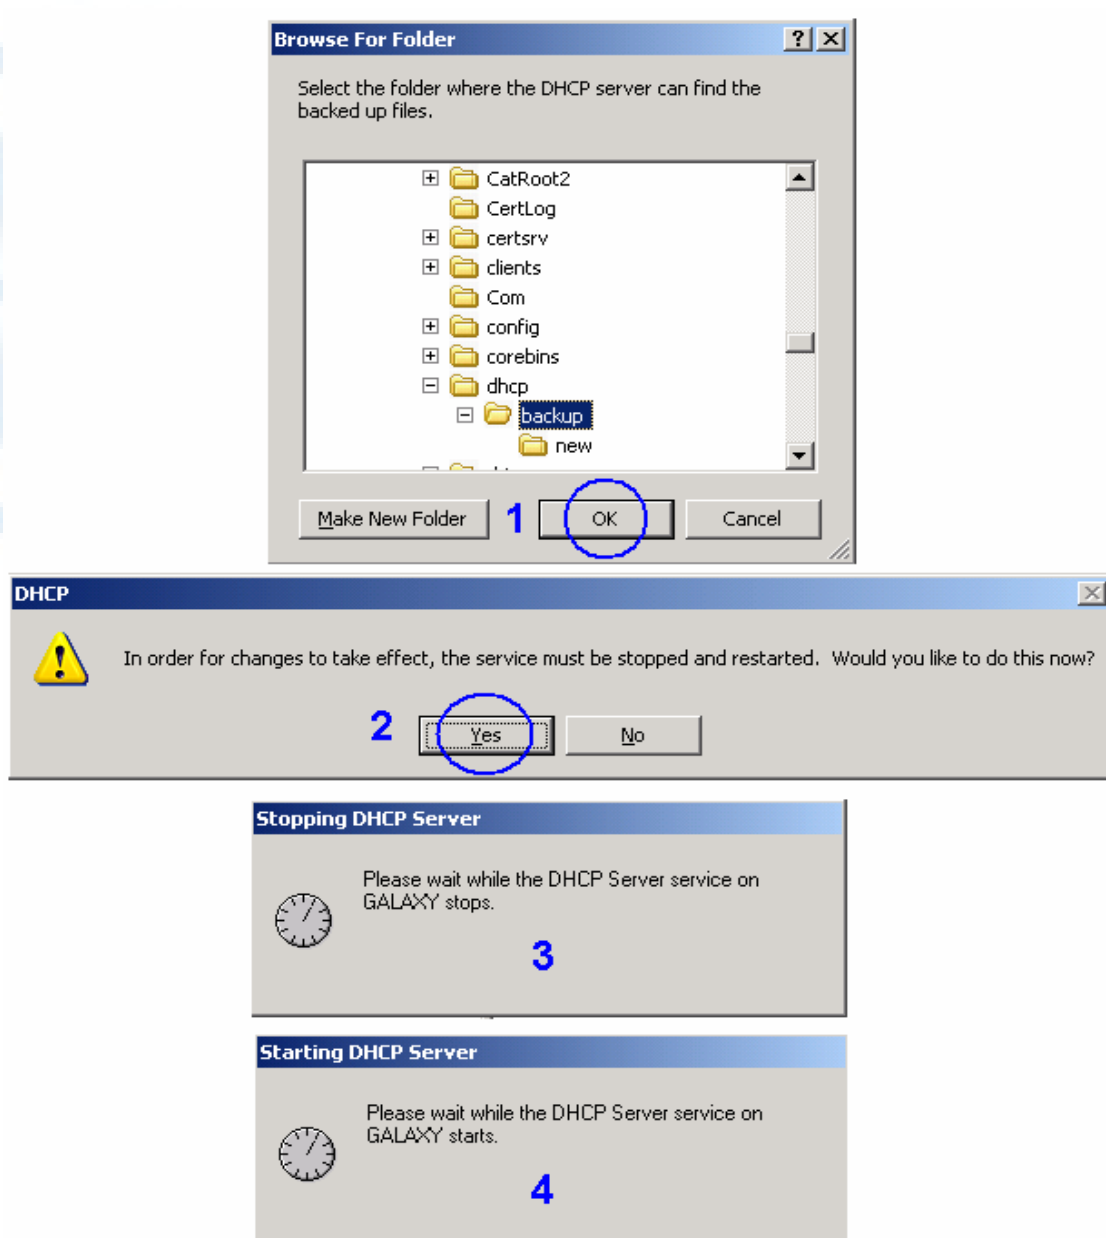 Browse For Folder
Select the folder where the DHCP server can find the
backed up files.
CatRoot2
CertLog
certsrv
clients
Com
config
corebins
dhcp
backup
new
Make New Folder 1 OK Cancel
DHCP
In order for changes to take effect, the service must be stopped and restarted. Would you like to do this now?
2 Yes No
Stopping DHCP Server
Please wait while the DHCP Server service on
GALAXY stops.
3
Starting DHCP Server
Please wait while the DHCP Server service on
GALAXY starts.
4